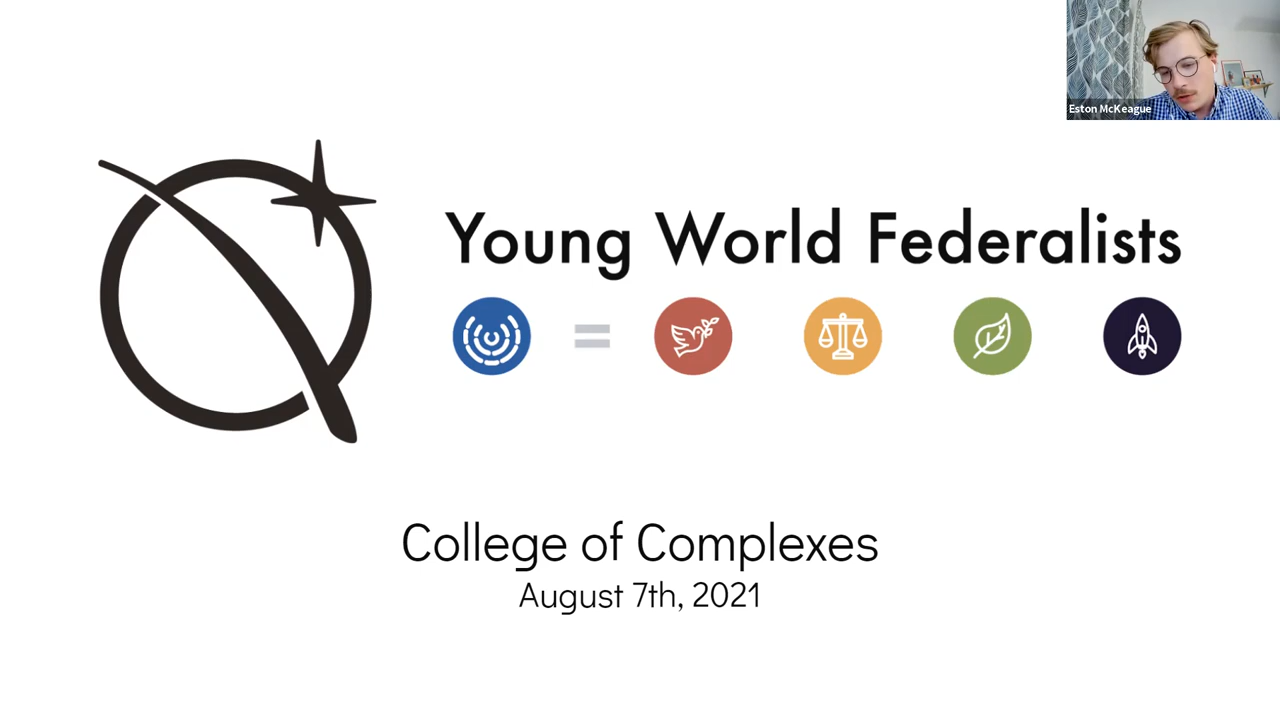 Eston McKeague
Young World Federalists
=
College of Complexes
August 7th, 2021